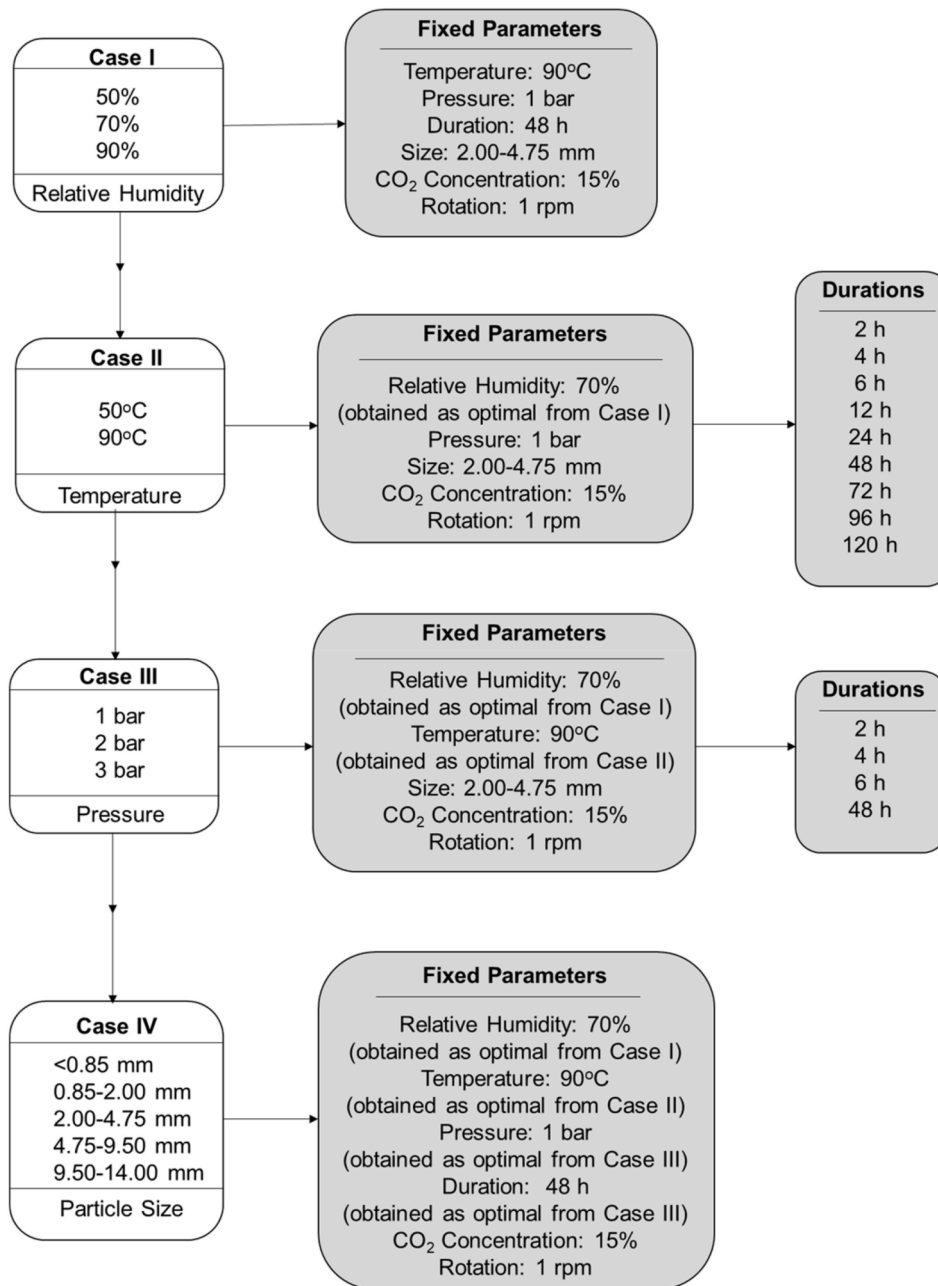 Case I
50%
70%
90%
Relative Humidity
Fixed Parameters
Temperature: 90°C
Pressure: 1 bar
Duration: 48 h
Size: 2.00-4.75 mm
CO₂ Concentration: 15%
Rotation: 1 rpm
Case II
50°C
90°C
Temperature
Fixed Parameters
Relative Humidity: 70%
(obtained as optimal from Case I)
Pressure: 1 bar
Size: 2.00-4.75 mm
CO₂ Concentration: 15%
Rotation: 1 rpm
Durations
2 h
4 h
6 h
12 h
24 h
48 h
72 h
96 h
120 h
Case III
1 bar
2 bar
3 bar
Pressure
Fixed Parameters
Relative Humidity: 70%
(obtained as optimal from Case I)
Temperature: 90°C
(obtained as optimal from Case II)
Size: 2.00-4.75 mm
CO₂ Concentration: 15%
Rotation: 1 rpm
Durations
2 h
4 h
6 h
48 h
Case IV
<0.85 mm
0.85-2.00 mm
2.00-4.75 mm
4.75-9.50 mm
9.50-14.00 mm
Particle Size
Fixed Parameters
Relative Humidity: 70%
(obtained as optimal from Case I)
Temperature: 90°C
(obtained as optimal from Case II)
Pressure: 1 bar
(obtained as optimal from Case III)
Duration: 48 h
(obtained as optimal from Case III)
CO₂ Concentration: 15%
Rotation: 1 rpm